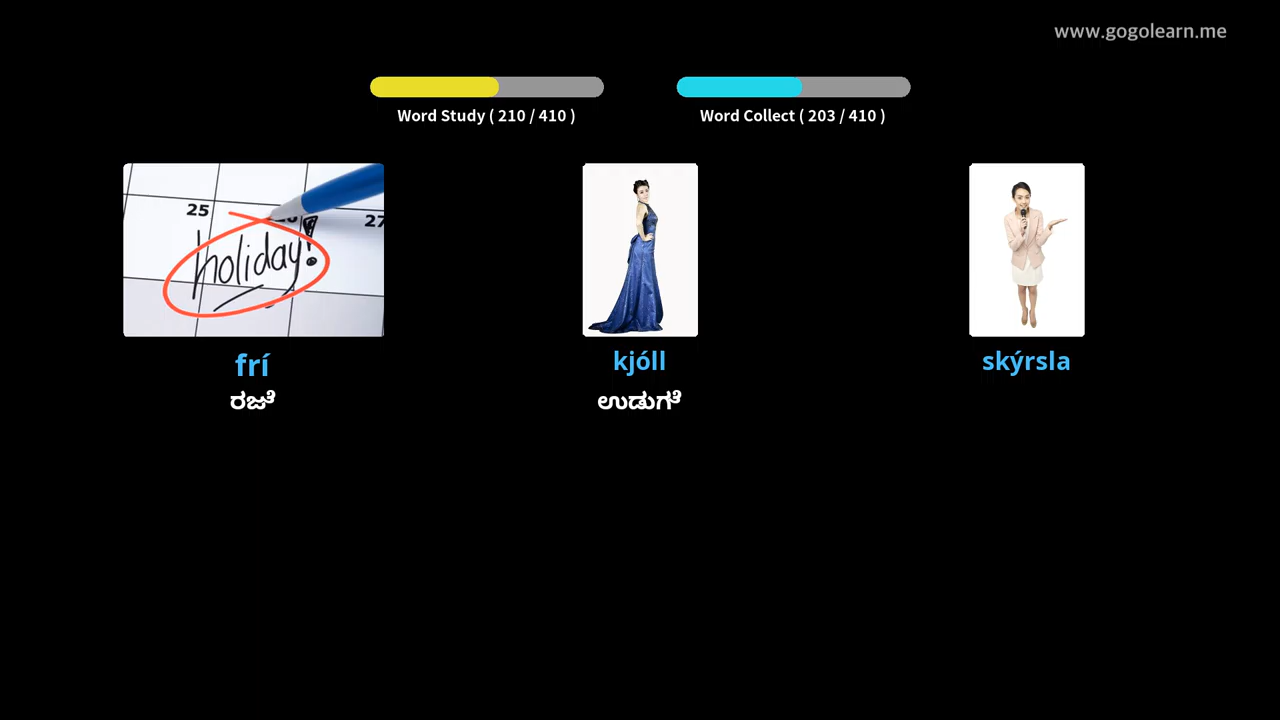 www.gogolearn.me
Word Study ( 210 / 410 )
Word Collect ( 203 / 410 )
25
27
holiday!
frí
kjóll
skýrsla
ರಜೆ
ಉಡುಗೆ